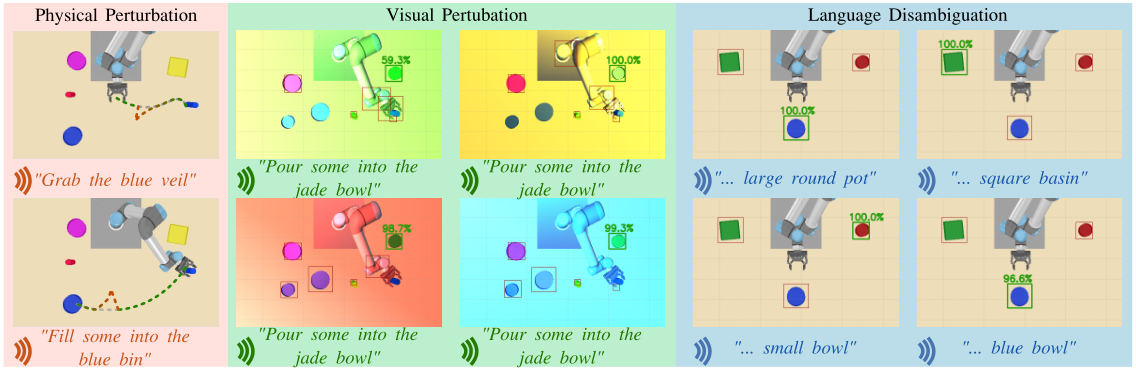 Physical Perturbation
"Grab the blue veil"
"Fill some into the
blue bin"
Visual Pertubation
59.3%
"Pour some into the
jade bowl"
100.0%
"Pour some into the
jade bowl"
98.7%
"Pour some into the
jade bowl"
99.3%
"Pour some into the
jade bowl"
Language Disambiguation
100.0%
"... large round pot"
100.0%
"... square basin"
100.0%
"... small bowl"
96.6%
"... blue bowl"